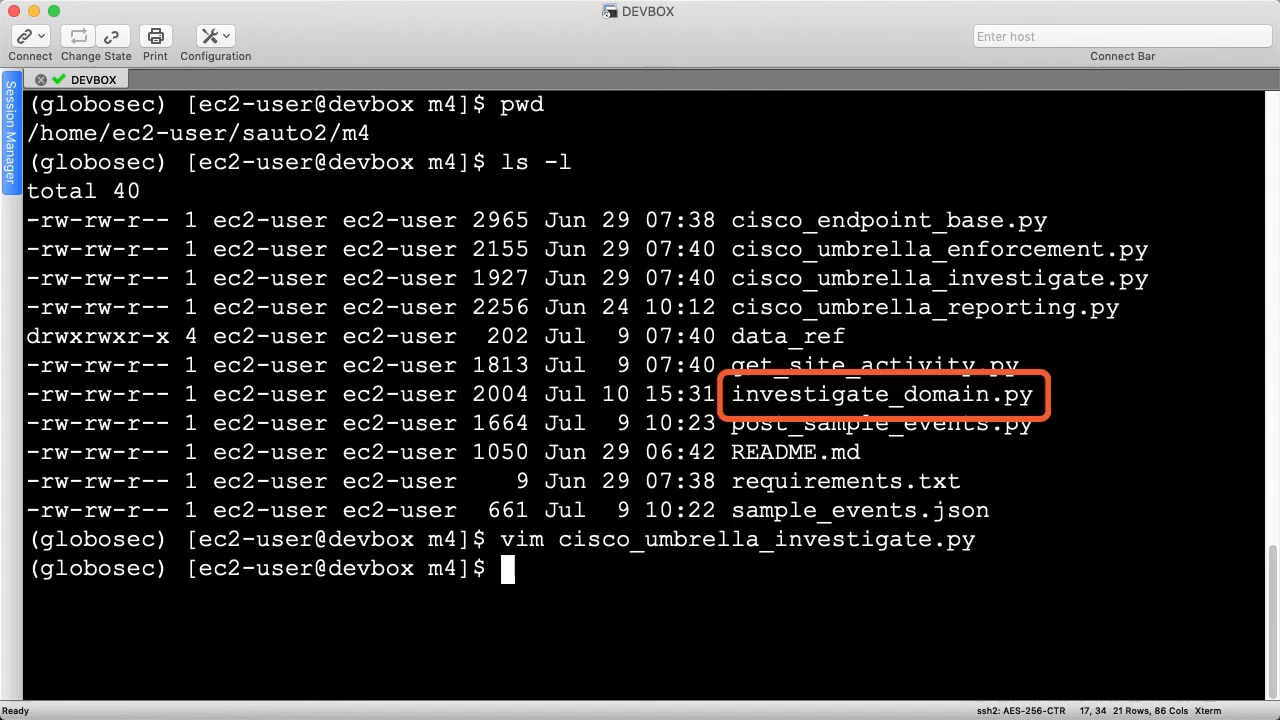 DEVBOX
Enter host
Connect Change State Print Configuration Connect Bar
DEVBOX
Session Manager
(globosec) [ec2-user@devbox m4]$ pwd
/home/ec2-user/sauto2/m4
(globosec) [ec2-user@devbox m4]$ ls -l
total 40
-rw-rw-r-- 1 ec2-user ec2-user 2965 Jun 29 07:38 cisco_endpoint_base.py
-rw-rw-r-- 1 ec2-user ec2-user 2155 Jun 29 07:40 cisco_umbrella_enforcement.py
-rw-rw-r-- 1 ec2-user ec2-user 1927 Jun 29 07:40 cisco_umbrella_investigate.py
-rw-rw-r-- 1 ec2-user ec2-user 2256 Jun 24 10:12 cisco_umbrella_reporting.py
drwxrwxr-x 4 ec2-user ec2-user  202 Jul  9 07:40 data_ref
-rw-rw-r-- 1 ec2-user ec2-user 1813 Jul  9 07:40 get_site_activity.py
-rw-rw-r-- 1 ec2-user ec2-user 2004 Jul 10 15:31 investigate_domain.py
-rw-rw-r-- 1 ec2-user ec2-user 1664 Jul  9 10:23 post_sample_events.py
-rw-rw-r-- 1 ec2-user ec2-user 1050 Jun 29 06:42 README.md
-rw-rw-r-- 1 ec2-user ec2-user    9 Jun 29 07:38 requirements.txt
-rw-rw-r-- 1 ec2-user ec2-user  661 Jul  9 10:22 sample_events.json
(globosec) [ec2-user@devbox m4]$ vim cisco_umbrella_investigate.py
(globosec) [ec2-user@devbox m4]$
Ready ssh2: AES-256-CTR 17, 34 21 Rows, 86 Cols Xterm